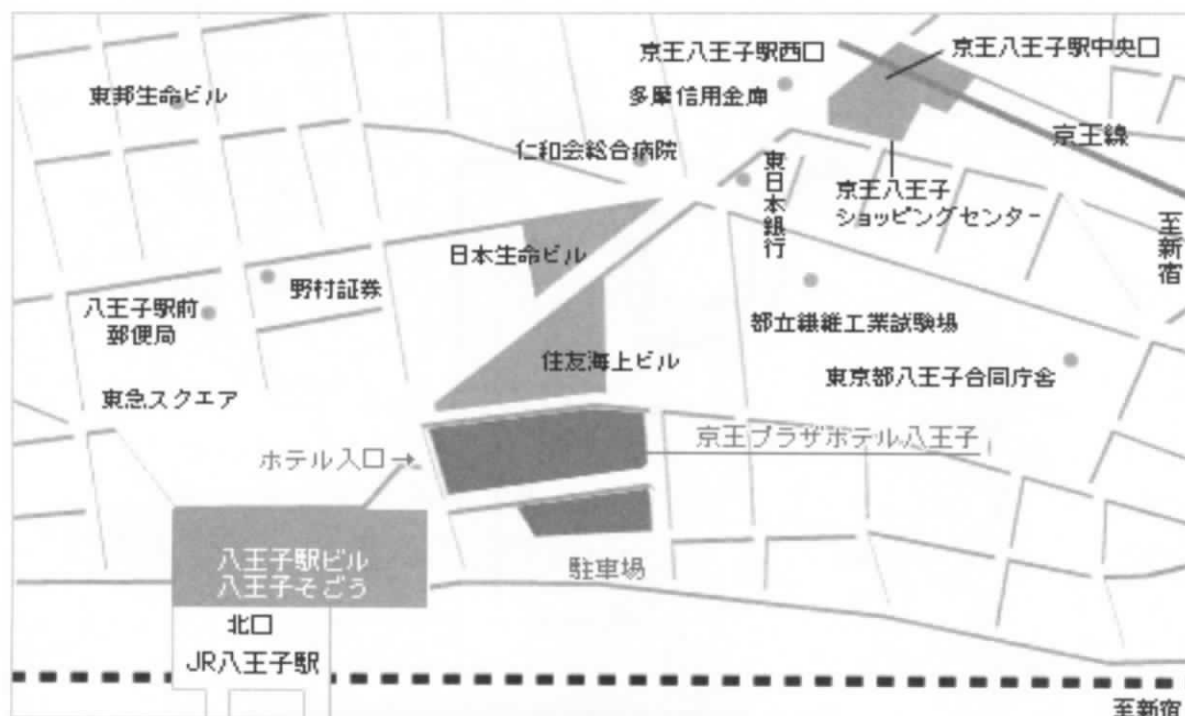 京王八王子駅西口
京王八王子駅中央口
東邦生命ビル
多摩信用金庫
京王線
仁和会総合病院
東日本銀行
京王八王子
ショッピングセンター
至新宿
日本生命ビル
野村証券
八王子駅前
郵便局
都立繊維工業試験場
住友海上ビル
東京都八王子合同庁舎
東急スクエア
京王プラザホテル八王子
ホテル入口→
八王子駅ビル
八王子そごう
駐車場
北口
JR八王子駅
至新宿